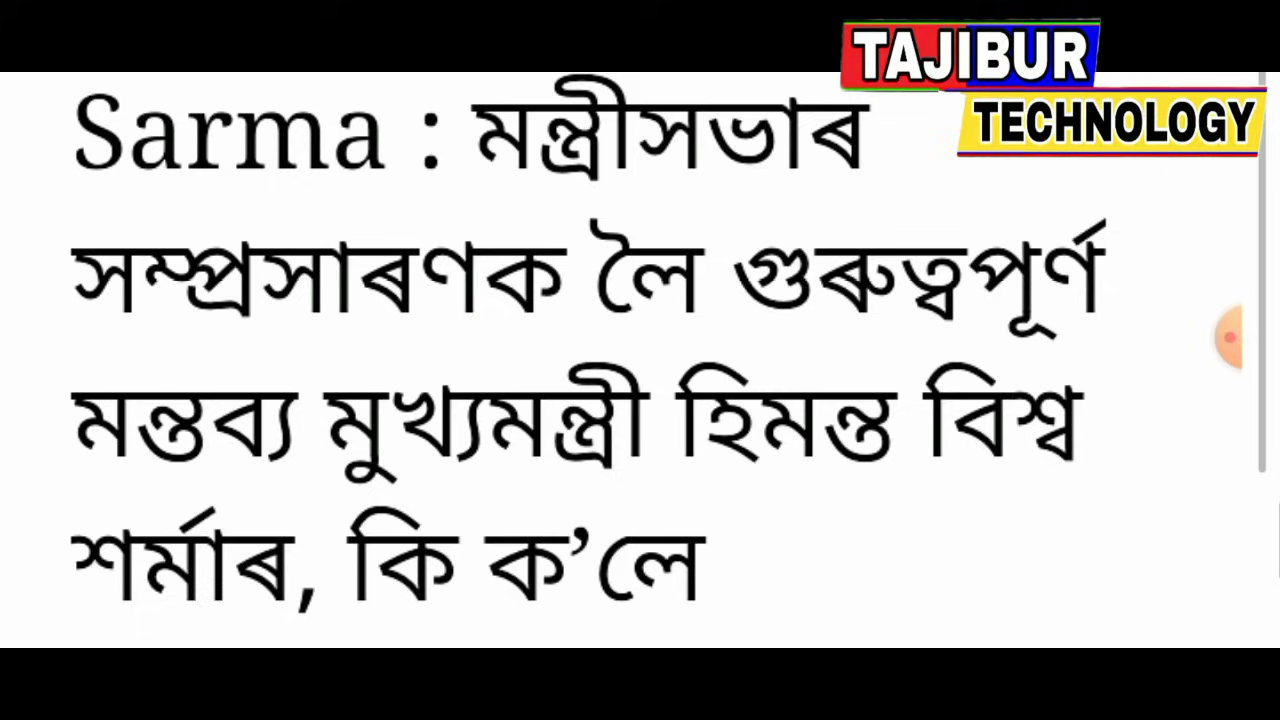 TAJIBUR
TECHNOLOGY
Sarma : মন্ত্ৰীসভাৰ
সম্প্ৰসাৰণক লৈ গুৰুত্বপূৰ্ণ
মন্তব্য মুখ্যমন্ত্ৰী হিমন্ত বিশ্ব
শৰ্মাৰ, কি ক’লে